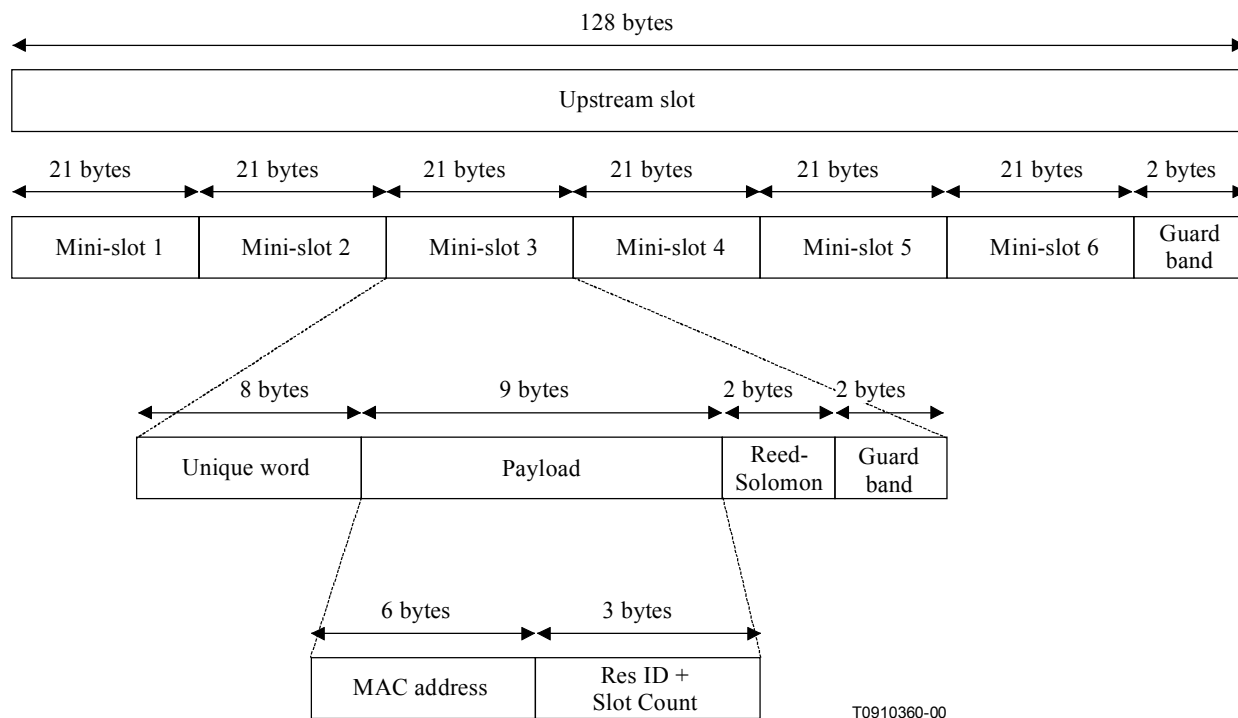 128 bytes
Upstream slot
21 bytes 21 bytes 21 bytes 21 bytes 21 bytes 21 bytes 2 bytes
Mini-slot 1 Mini-slot 2 Mini-slot 3 Mini-slot 4 Mini-slot 5 Mini-slot 6 Guard
band
8 bytes 9 bytes 2 bytes 2 bytes
Unique word Payload Reed-
Solomon
Guard
band
6 bytes 3 bytes
MAC address Res ID +
Slot Count
T0910360-00